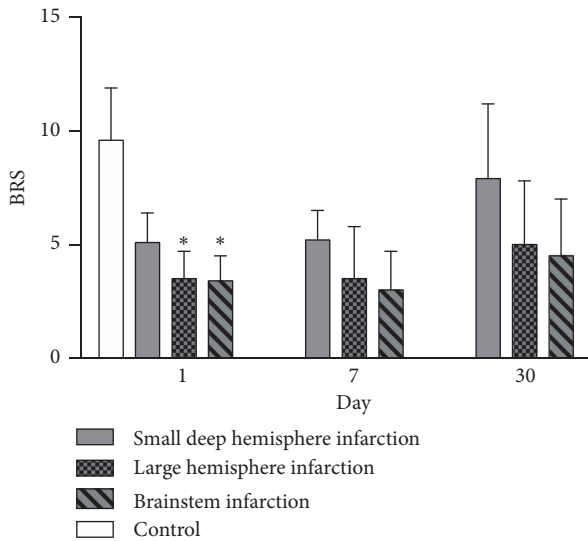 15
10
BRS
* *
5
0
1 7 30
Day
Small deep hemisphere infarction
Large hemisphere infarction
Brainstem infarction
Control